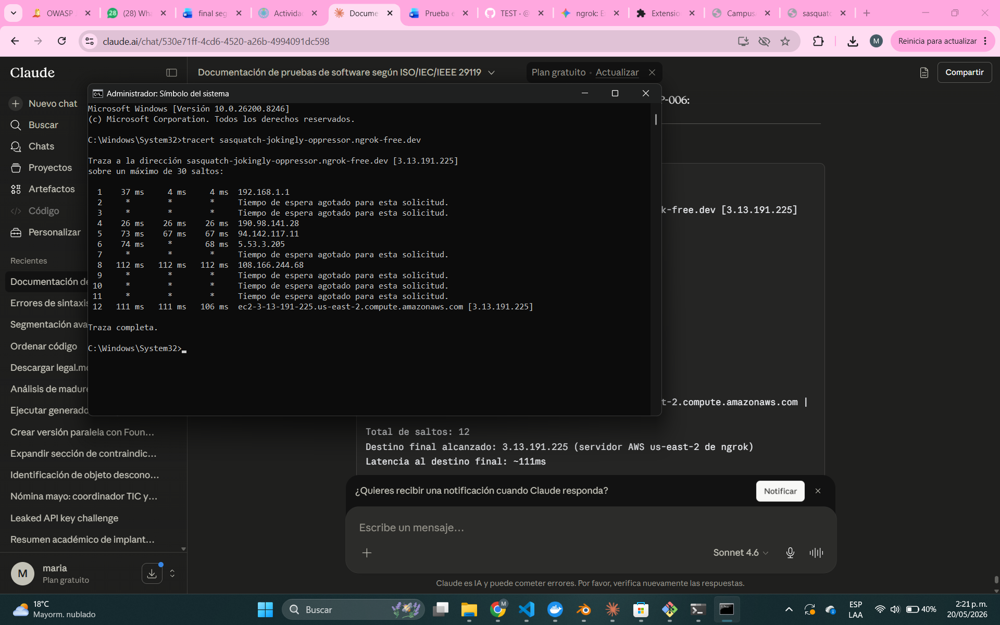 OWASP
(28) Wha
final seg
Activida
Docume
Prueba e
TEST · @
ngrok: E
Extensio
Campus
sasquatc
claude.ai/chat/530e71ff-4cd6-4520-a26b-4994091dc598
M
Reinicia para actualizar
Claude
Documentación de pruebas de software según ISO/IEC/IEEE 29119
Plan gratuito · Actualizar
Compartir
Nuevo chat
Buscar
Chats
Proyectos
Artefactos
Código
Personalizar
Recientes
Documentación de
Errores de sintaxis
Segmentación ava
Ordenar código
Descargar legal.mo
Análisis de madure
Ejecutar generado
Crear versión paralela con Foun...
Expandir sección de contraindic...
Identificación de objeto descono...
Nómina mayo: coordinador TIC y...
Leaked API key challenge
Resumen académico de implant...
M
maria
Plan gratuito
Administrador: Símbolo del sistema
Microsoft Windows [Versión 10.0.26200.8246]
(c) Microsoft Corporation. Todos los derechos reservados.
C:\Windows\System32>tracert sasquatch-jokingly-oppressor.ngrok-free.dev
Traza a la dirección sasquatch-jokingly-oppressor.ngrok-free.dev [3.13.191.225]
sobre un máximo de 30 saltos:
1 37 ms 4 ms 4 ms 192.168.1.1
2 * * * Tiempo de espera agotado para esta solicitud.
3 * * * Tiempo de espera agotado para esta solicitud.
4 26 ms 26 ms 26 ms 190.98.141.28
5 73 ms 67 ms 67 ms 94.142.117.11
6 74 ms * 68 ms 5.53.3.205
7 * * * Tiempo de espera agotado para esta solicitud.
8 112 ms 112 ms 112 ms 108.166.244.68
9 * * * Tiempo de espera agotado para esta solicitud.
10 * * * Tiempo de espera agotado para esta solicitud.
11 * * * Tiempo de espera agotado para esta solicitud.
12 111 ms 111 ms 106 ms ec2-3-13-191-225.us-east-2.compute.amazonaws.com [3.13.191.225]
Traza completa.
C:\Windows\System32>
P-006:
k-free.dev [3.13.191.225]
t-2.compute.amazonaws.com |
Total de saltos: 12
Destino final alcanzado: 3.13.191.225 (servidor AWS us-east-2 de ngrok)
Latencia al destino final: ~111ms
¿Quieres recibir una notificación cuando Claude responda?
Notificar
Escribe un mensaje...
Sonnet 4.6
Claude es IA y puede cometer errores. Por favor, verifica nuevamente las respuestas.
18°C
Mayorm. nublado
Buscar
M
ESP
LAA
40%
2:21 p. m.
20/05/2026